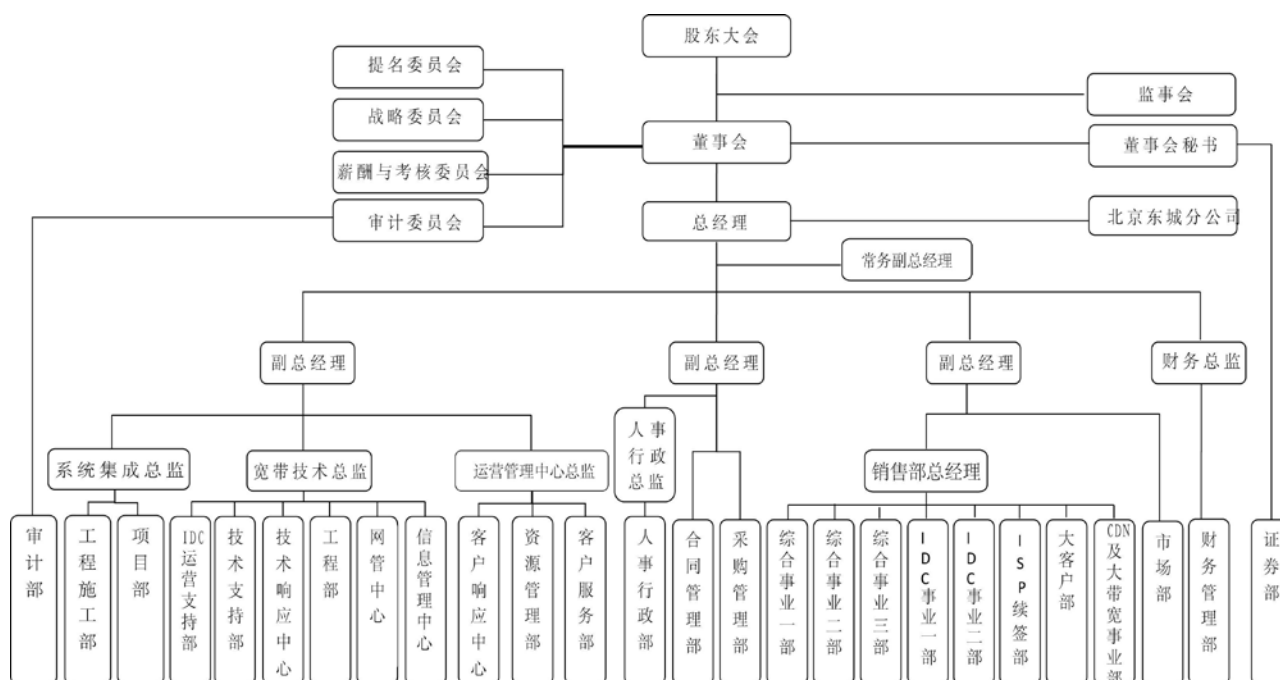 股东大会
提名委员会
监事会
战略委员会
董事会
董事会秘书
薪酬与考核委员会
审计委员会
总经理
北京东城分公司
常务副总经理
副总经理
副总经理
副总经理
财务总监
人事行政总监
系统集成总监
宽带技术总监
运营管理中心总监
销售部总经理
审计部
工程施工部
项目部
IDC运营支持部
技术支持部
技术响应中心
工程部
网管中心
信息管理中心
客户响应中心
资源管理部
客户服务部
人事行政部
合同管理部
采购管理部
综合事业一部
综合事业二部
综合事业三部
IDC事业一部
IDC事业二部
ISP续签部
大客户部
CDN及大带宽事业部
市场部
财务管理部
证券部